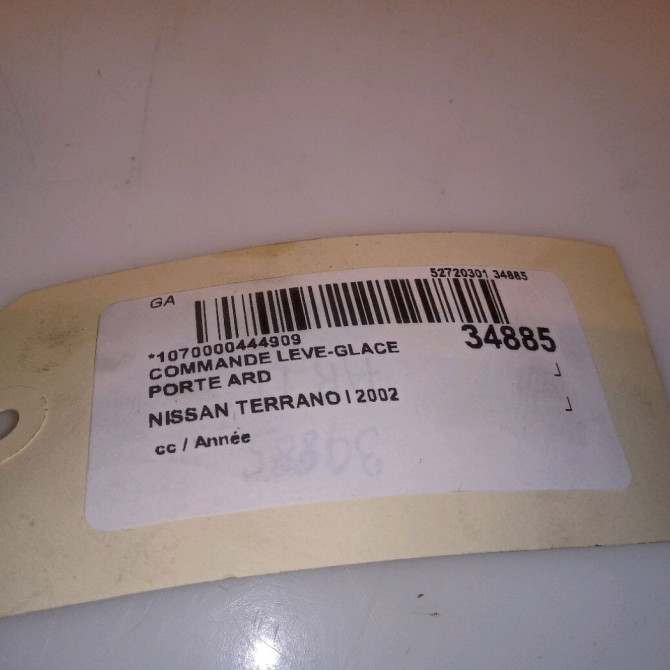 52720301 34885
GA
*1070000444909
34885
COMMANDE LEVE-GLACE
PORTE ARD
NISSAN TERRANO I 2002
cc / Année